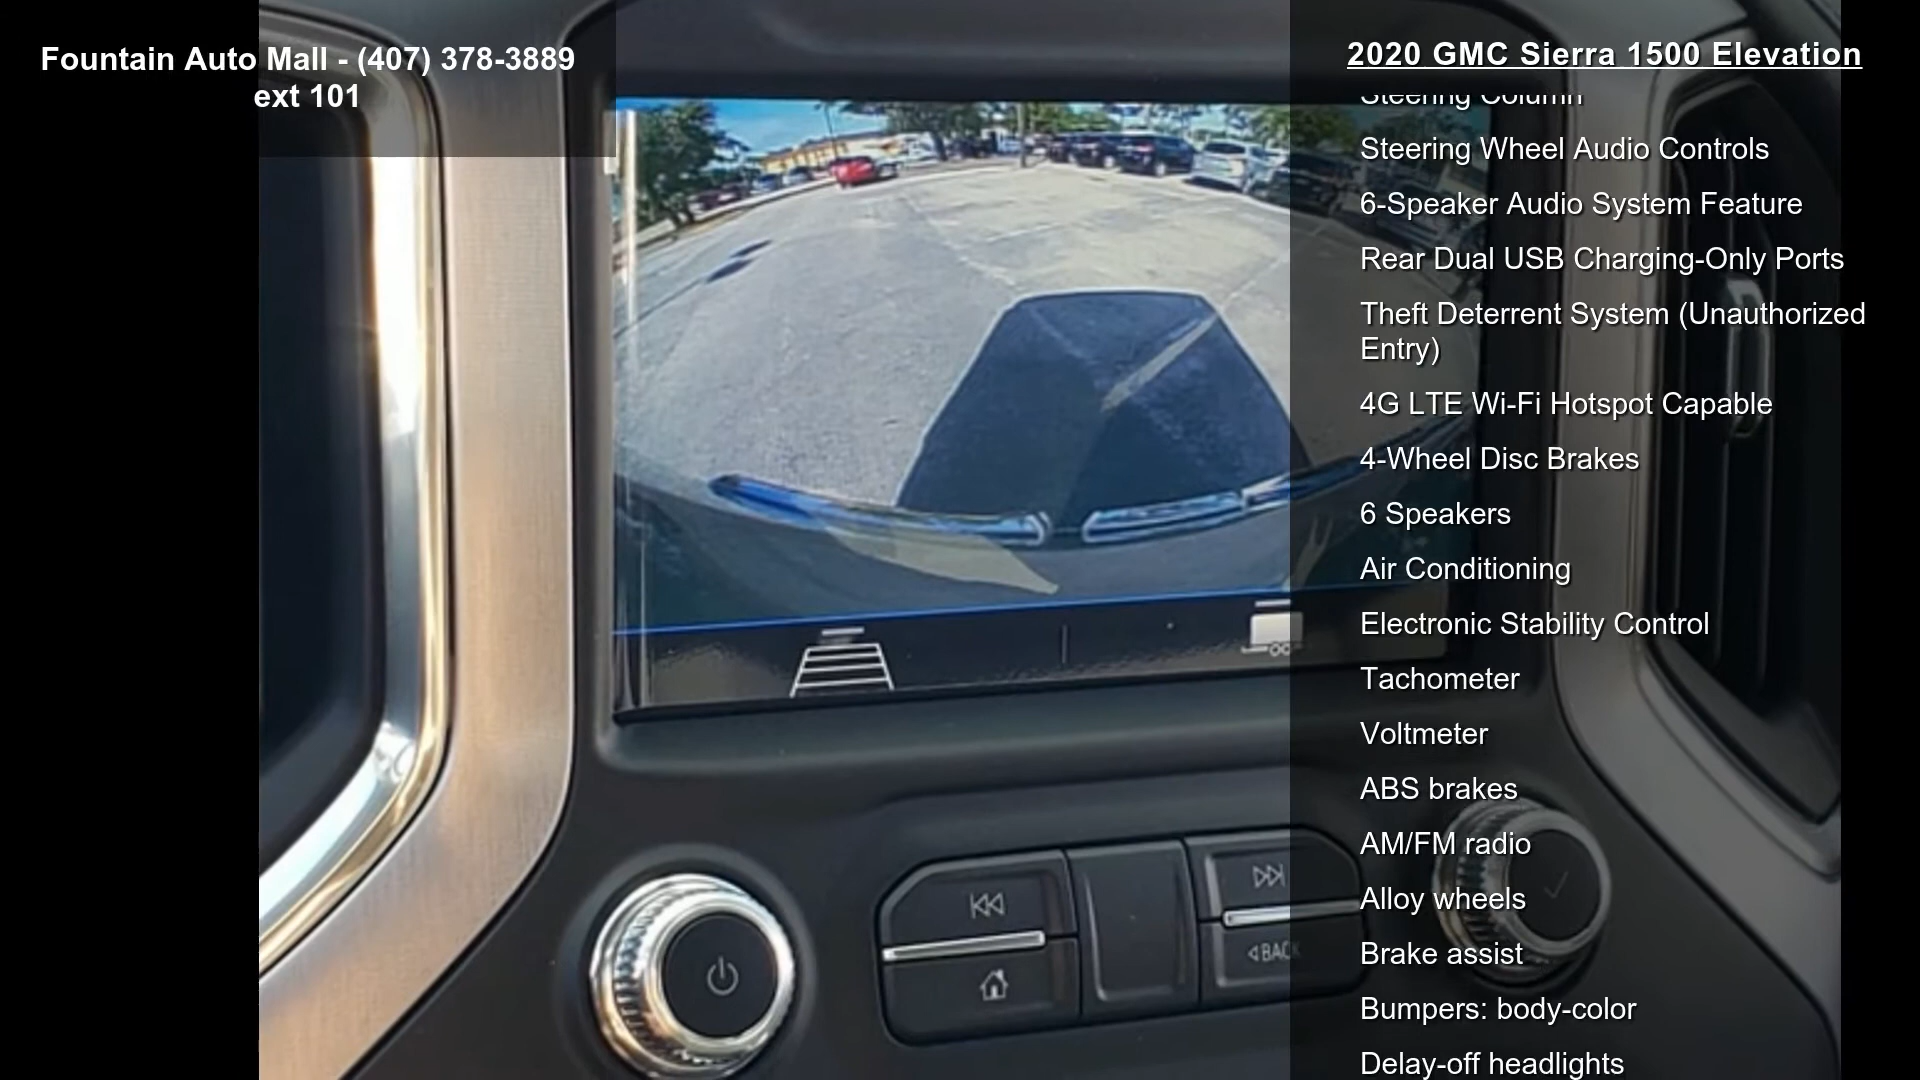 Fountain Auto Mall - (407) 378-3889
ext 101
2020 GMC Sierra 1500 Elevation
Steering Column
Steering Wheel Audio Controls
6-Speaker Audio System Feature
Rear Dual USB Charging-Only Ports
Theft Deterrent System (Unauthorized
Entry)
4G LTE Wi-Fi Hotspot Capable
4-Wheel Disc Brakes
6 Speakers
Air Conditioning
Electronic Stability Control
Tachometer
Voltmeter
ABS brakes
AM/FM radio
Alloy wheels
Brake assist
Bumpers: body-color
Delay-off headlights
BACK